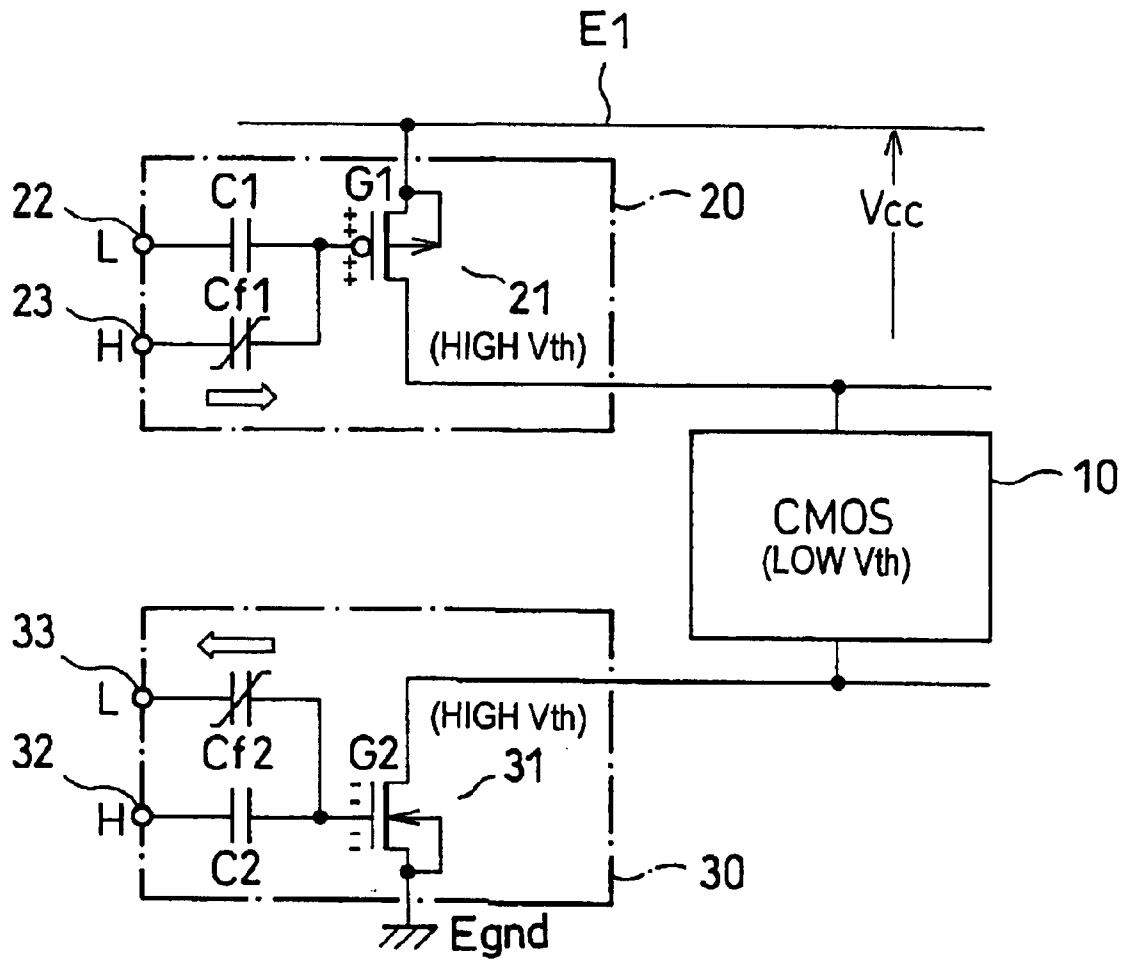 E1
C1
G1
20
VCC
22
L
++
++
Cf1
23
H
21
(HIGH Vth)
10
CMOS
(LOW Vth)
33
L
(HIGH Vth)
Cf2
G2
31
32
H
--
--
C2
30
Egnd